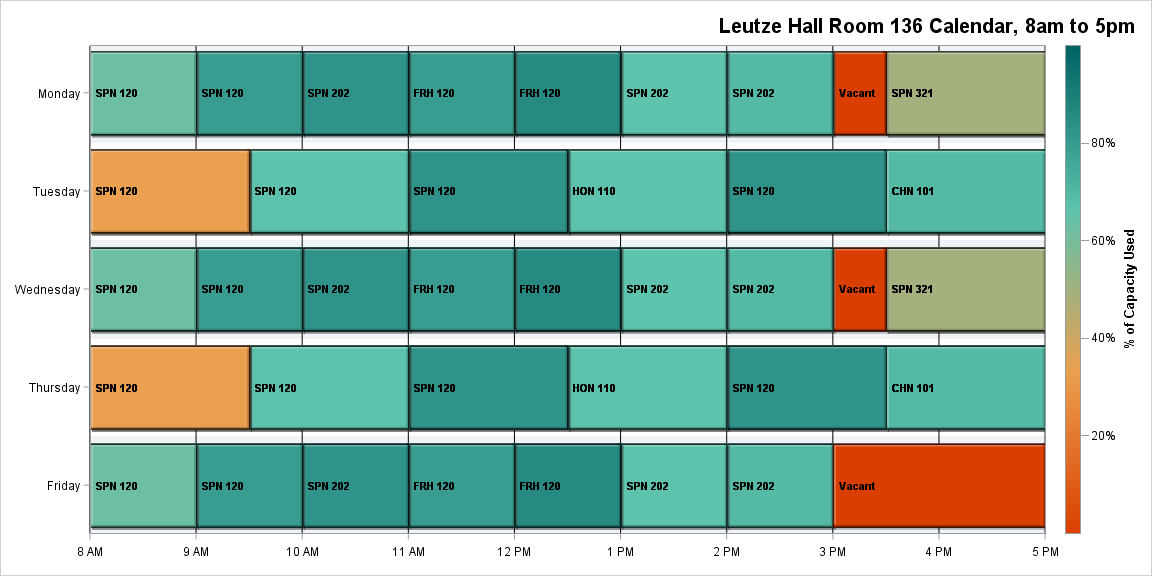 Leutze Hall Room 136 Calendar, 8am to 5pm
Monday SPN 120 SPN 120 SPN 202 FRH 120 FRH 120 SPN 202 SPN 202 Vacant SPN 321
80%
Tuesday SPN 120 SPN 120 SPN 120 HON 110 SPN 120 CHN 101
60%
% of Capacity Used
Wednesday SPN 120 SPN 120 SPN 202 FRH 120 FRH 120 SPN 202 SPN 202 Vacant SPN 321
40%
Thursday SPN 120 SPN 120 SPN 120 HON 110 SPN 120 CHN 101
20%
Friday SPN 120 SPN 120 SPN 202 FRH 120 FRH 120 SPN 202 SPN 202 Vacant
8 AM 9 AM 10 AM 11 AM 12 PM 1 PM 2 PM 3 PM 4 PM 5 PM